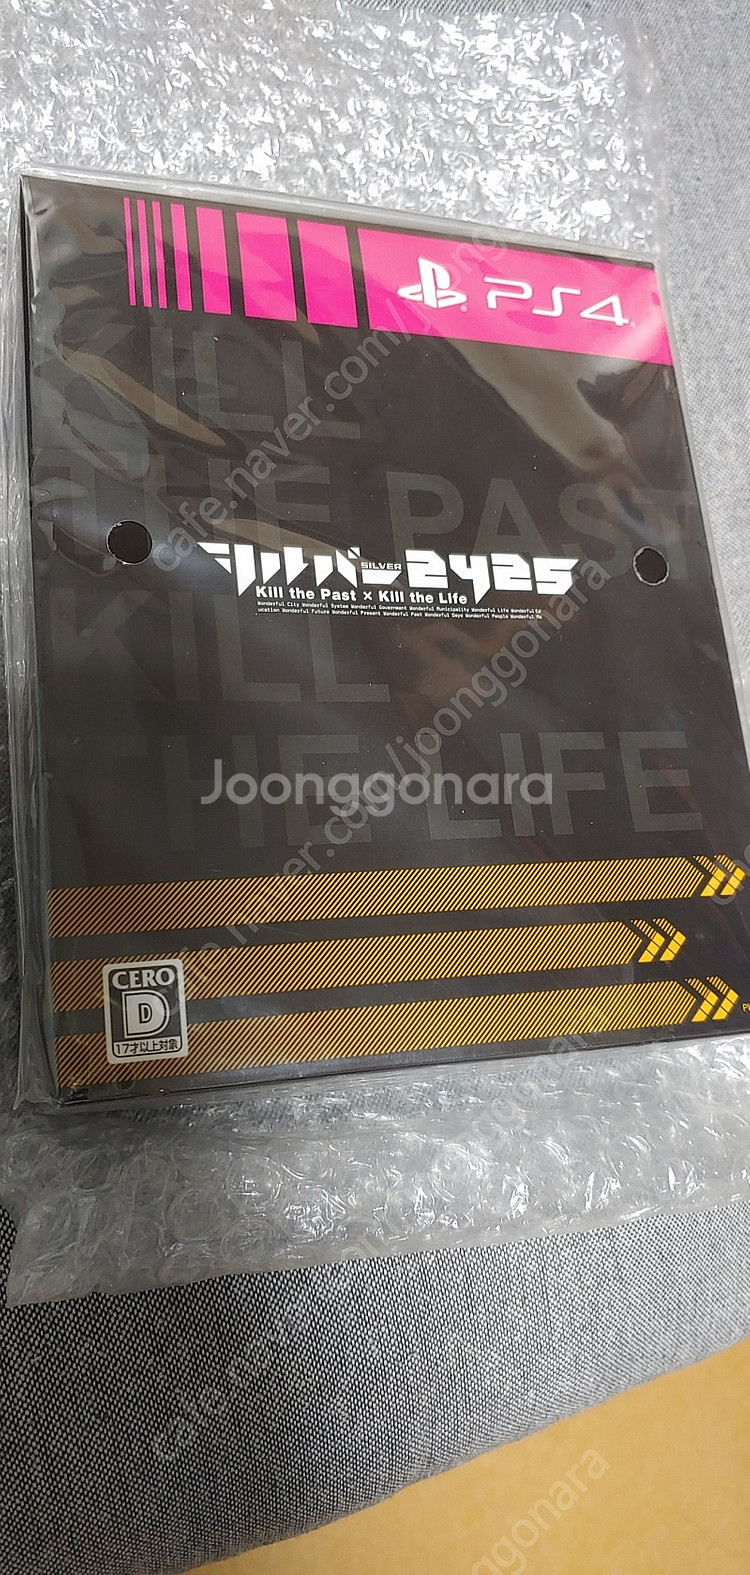 PS4
KILL
THE PAST
シルバー SILVER 2425
Kill the Past × Kill the Life
Wonderful City Wonderful System Wonderful Government Wonderful Municipality Wonderful Life Wonderful Ed
ucation Wonderful Future Wonderful Present Wonderful Past Wonderful Days Wonderful People Wonderful Ma
KILL
THE LIFE
Joonggonara
cafe.naver.com/joonggonara
CERO
D
17才以上対象